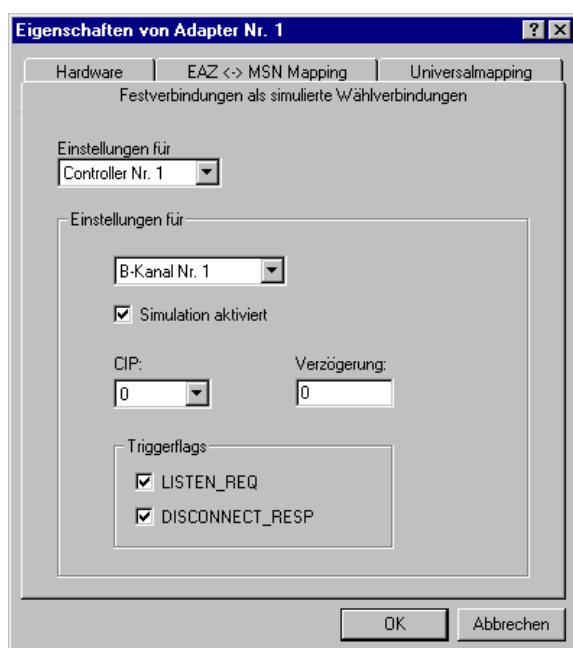 Eigenschaften von Adapter Nr. 1
Hardware
EAZ <-> MSN Mapping
Universalmapping
Festverbindungen als simulierte Wählverbindungen
Einstellungen für
Controller Nr. 1
Einstellungen für
B-Kanal Nr. 1
Simulation aktiviert
CIP: Verzögerung:
0 0
Triggerflags
LISTEN_REQ
DISCONNECT_RESP
OK Abbrechen